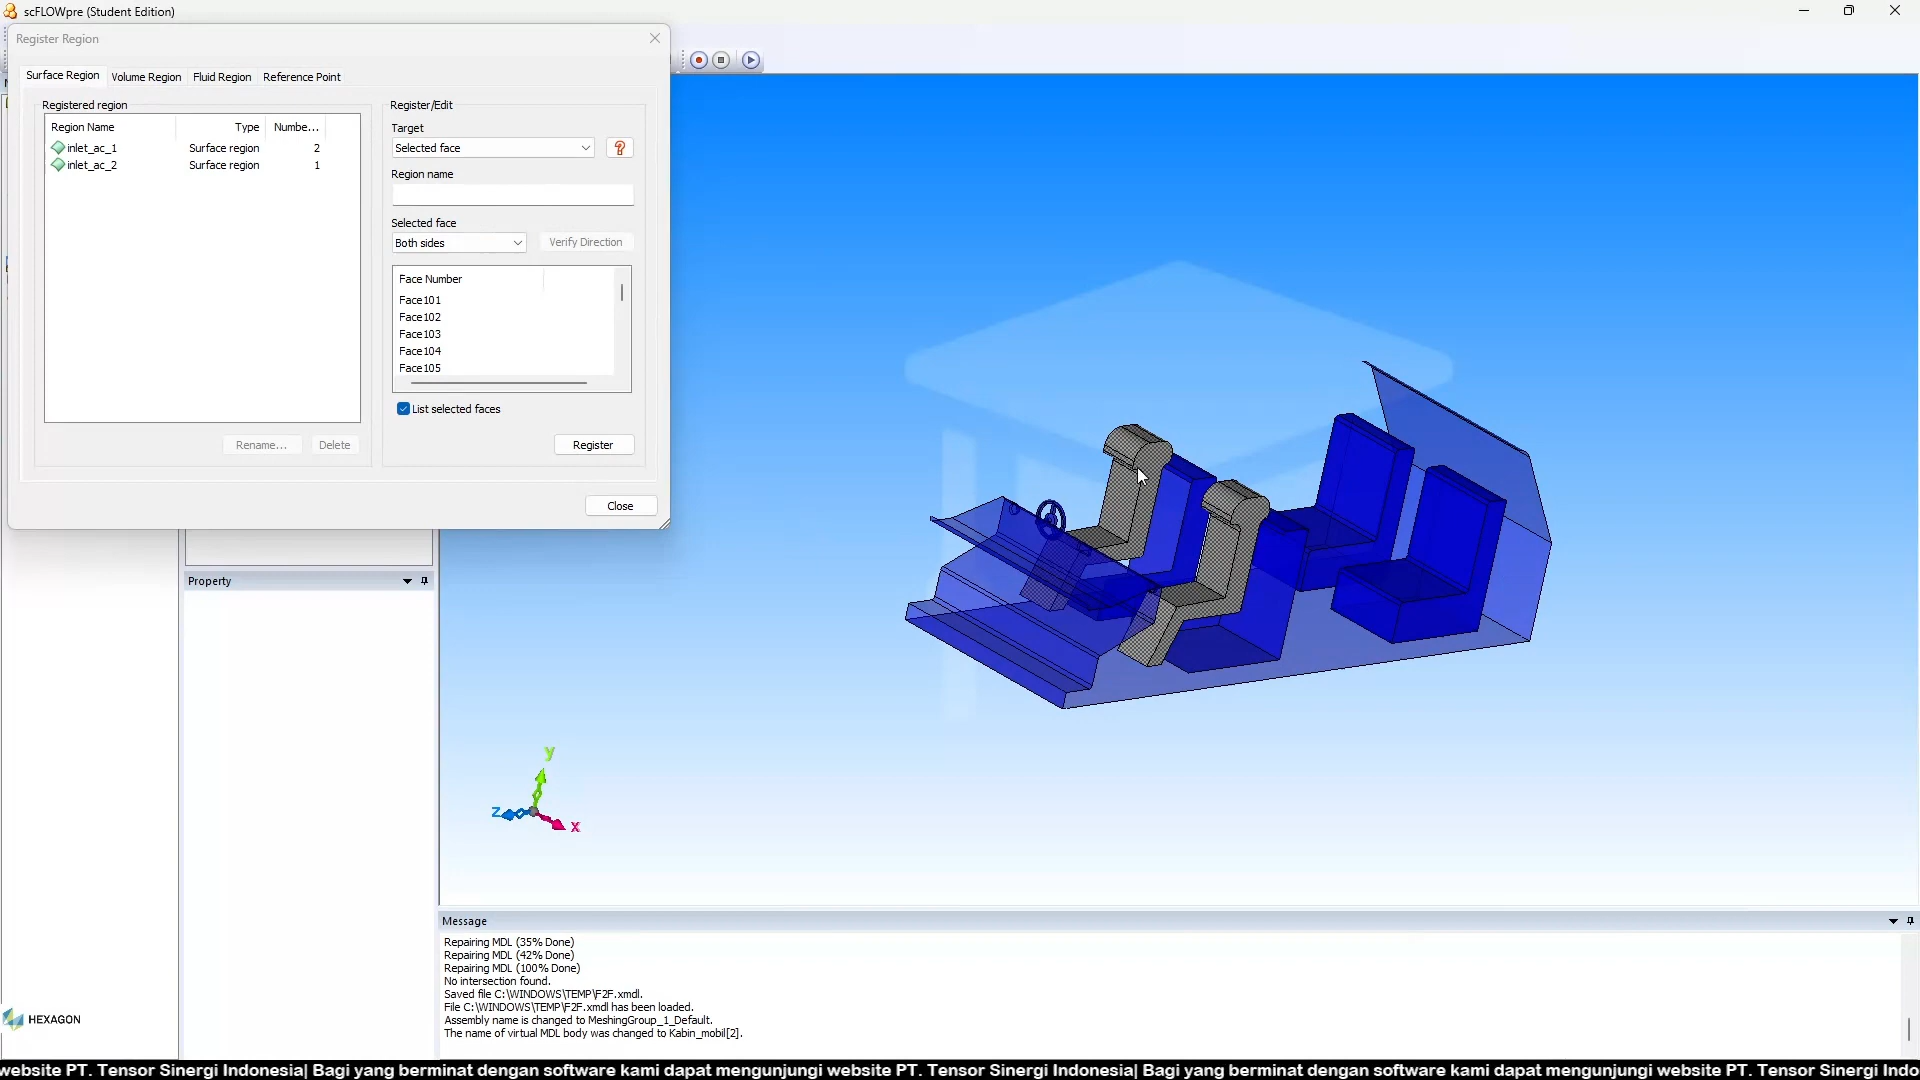 scFLOWpre (Student Edition)
Register Region
Surface Region Volume Region Fluid Region Reference Point
Registered region
Region Name Type Numbe...
inlet_ac_1 Surface region 2
inlet_ac_2 Surface region 1
Rename... Delete
Register/Edit
Target
Selected face
?
Region name
Selected face
Both sides Verify Direction
Face Number
Face101
Face102
Face103
Face104
Face105
List selected faces
Register
Close
Property
y
z
x
Message
Repairing MDL (35% Done)
Repairing MDL (42% Done)
Repairing MDL (100% Done)
No intersection found.
Saved file C:\WINDOWS\TEMP\F2F.xmdl.
File C:\WINDOWS\TEMP\F2F.xmdl has been loaded.
Assembly name is changed to MeshingGroup_1_Default.
The name of virtual MDL body was changed to Kabin_mobil[2].
HEXAGON
website PT. Tensor Sinergi Indonesia| Bagi yang berminat dengan software kami dapat mengunjungi website PT. Tensor Sinergi Indonesia| Bagi yang berminat dengan software kami dapat mengunjungi website PT. Tensor Sinergi Indo